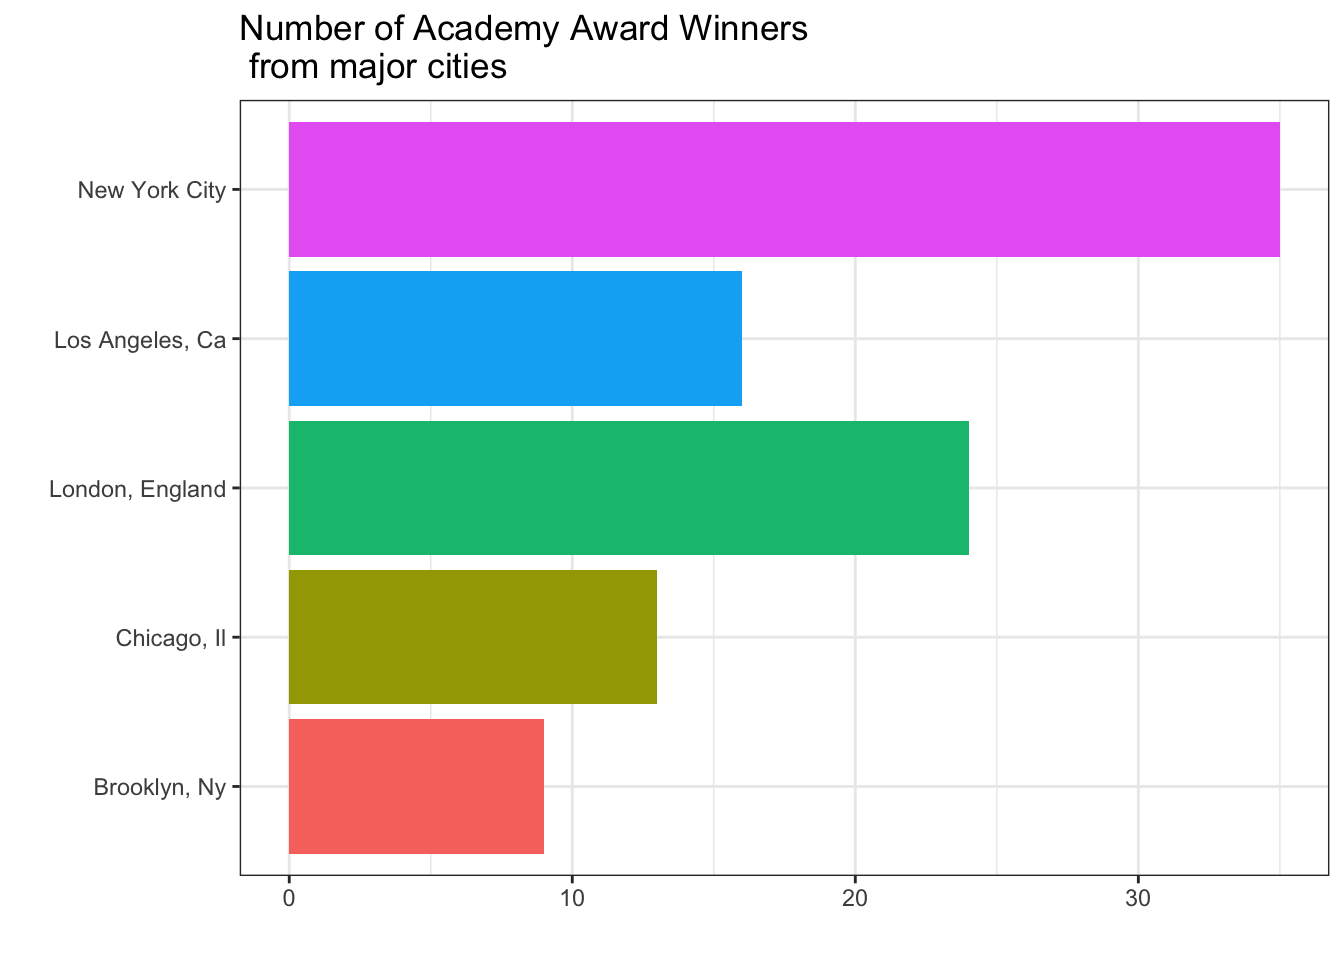 Number of Academy Award Winners
from major cities
New York City
Los Angeles, Ca
London, England
Chicago, Il
Brooklyn, Ny
0 10 20 30